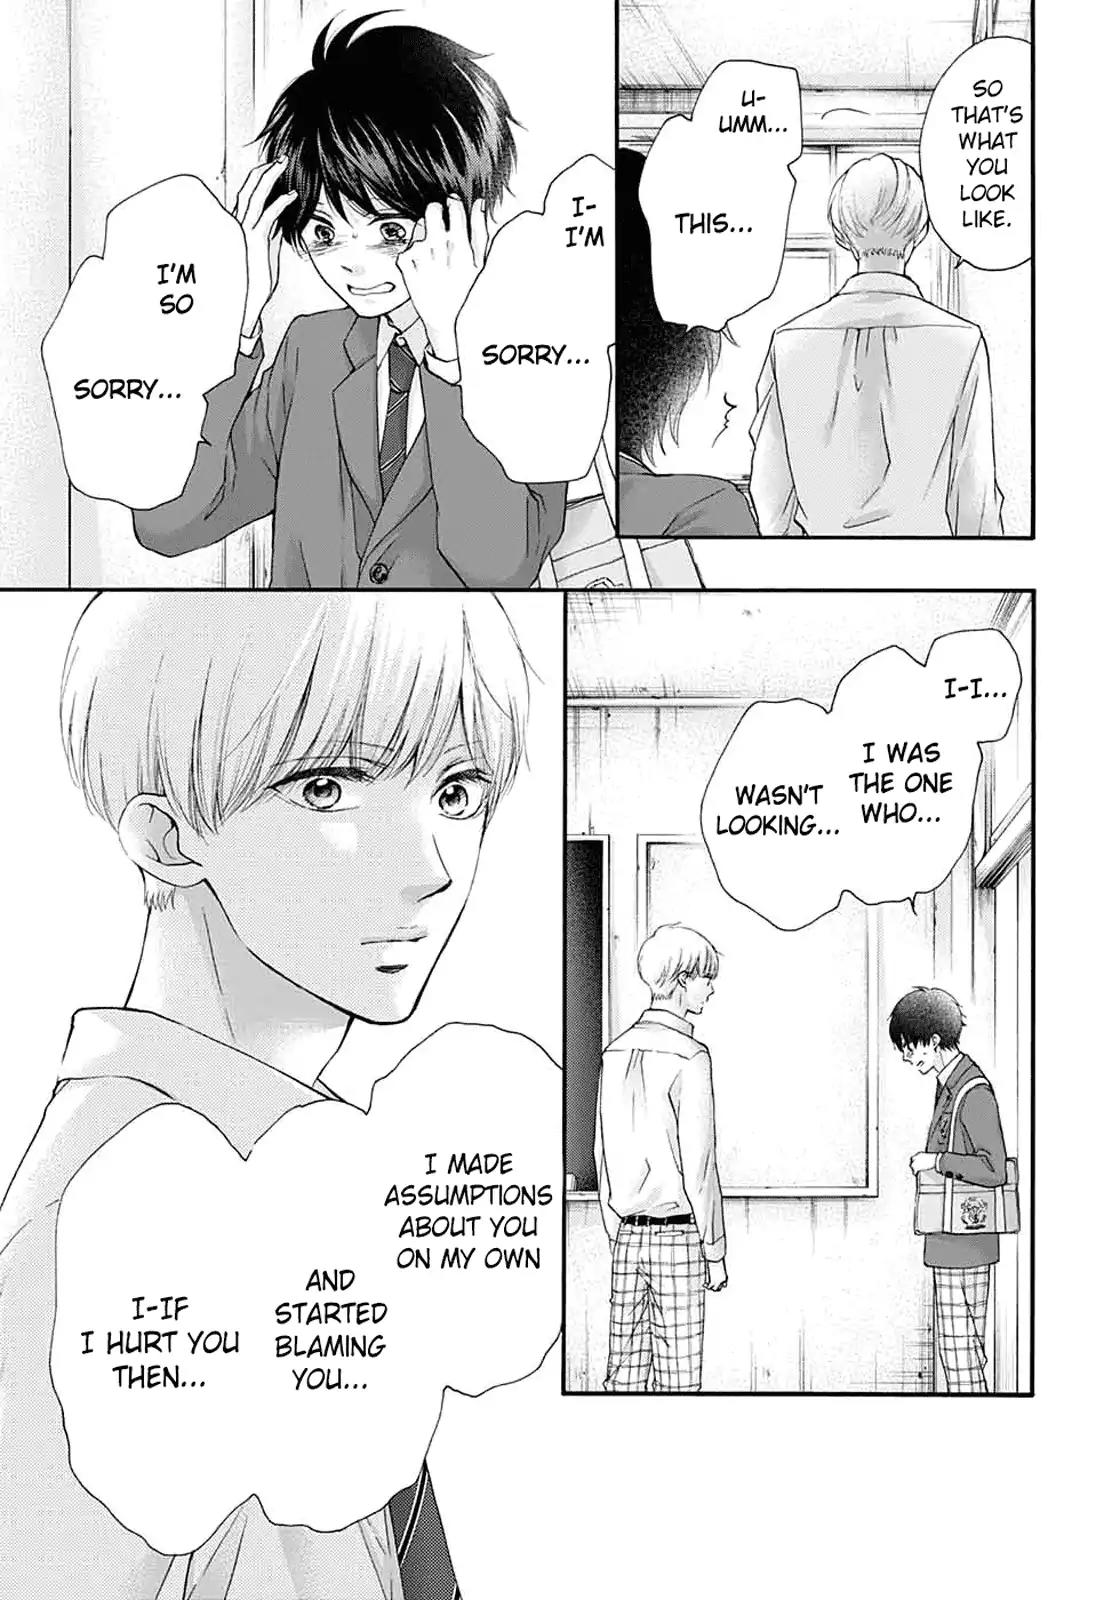 SO
THAT'S
WHAT
YOU
LOOK
LIKE.
U-
UMM...
THIS...
I-
I'M
SORRY...
I'M
SO
SORRY...
I-I...
I WAS
THE ONE
WHO...
WASN'T
LOOKING...
I MADE
ASSUMPTIONS
ABOUT YOU
ON MY OWN
AND
STARTED
BLAMING
YOU...
I-IF
I HURT YOU
THEN...